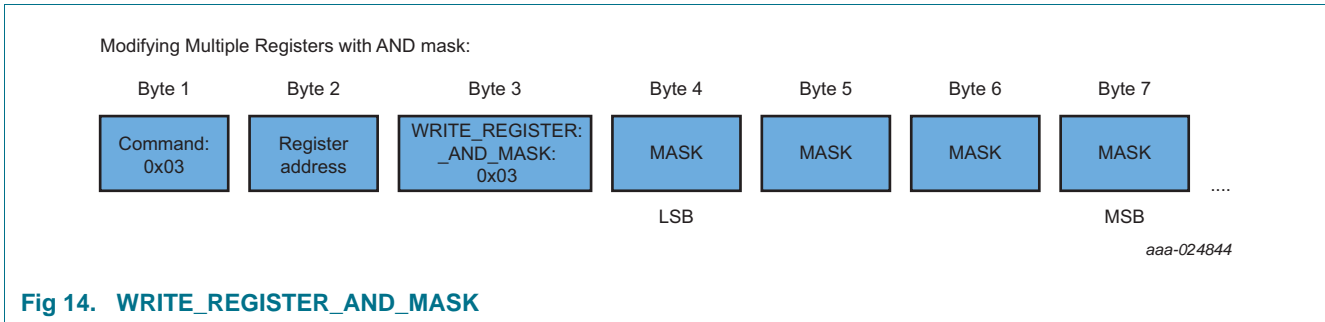 Modifying Multiple Registers with AND mask:
Byte 1 Byte 2 Byte 3 Byte 4 Byte 5 Byte 6 Byte 7
Command:
0x03
Register
address
WRITE_REGISTER:
_AND_MASK:
0x03
MASK
MASK
MASK
MASK
....
LSB MSB
aaa-024844
Fig 14. WRITE_REGISTER_AND_MASK